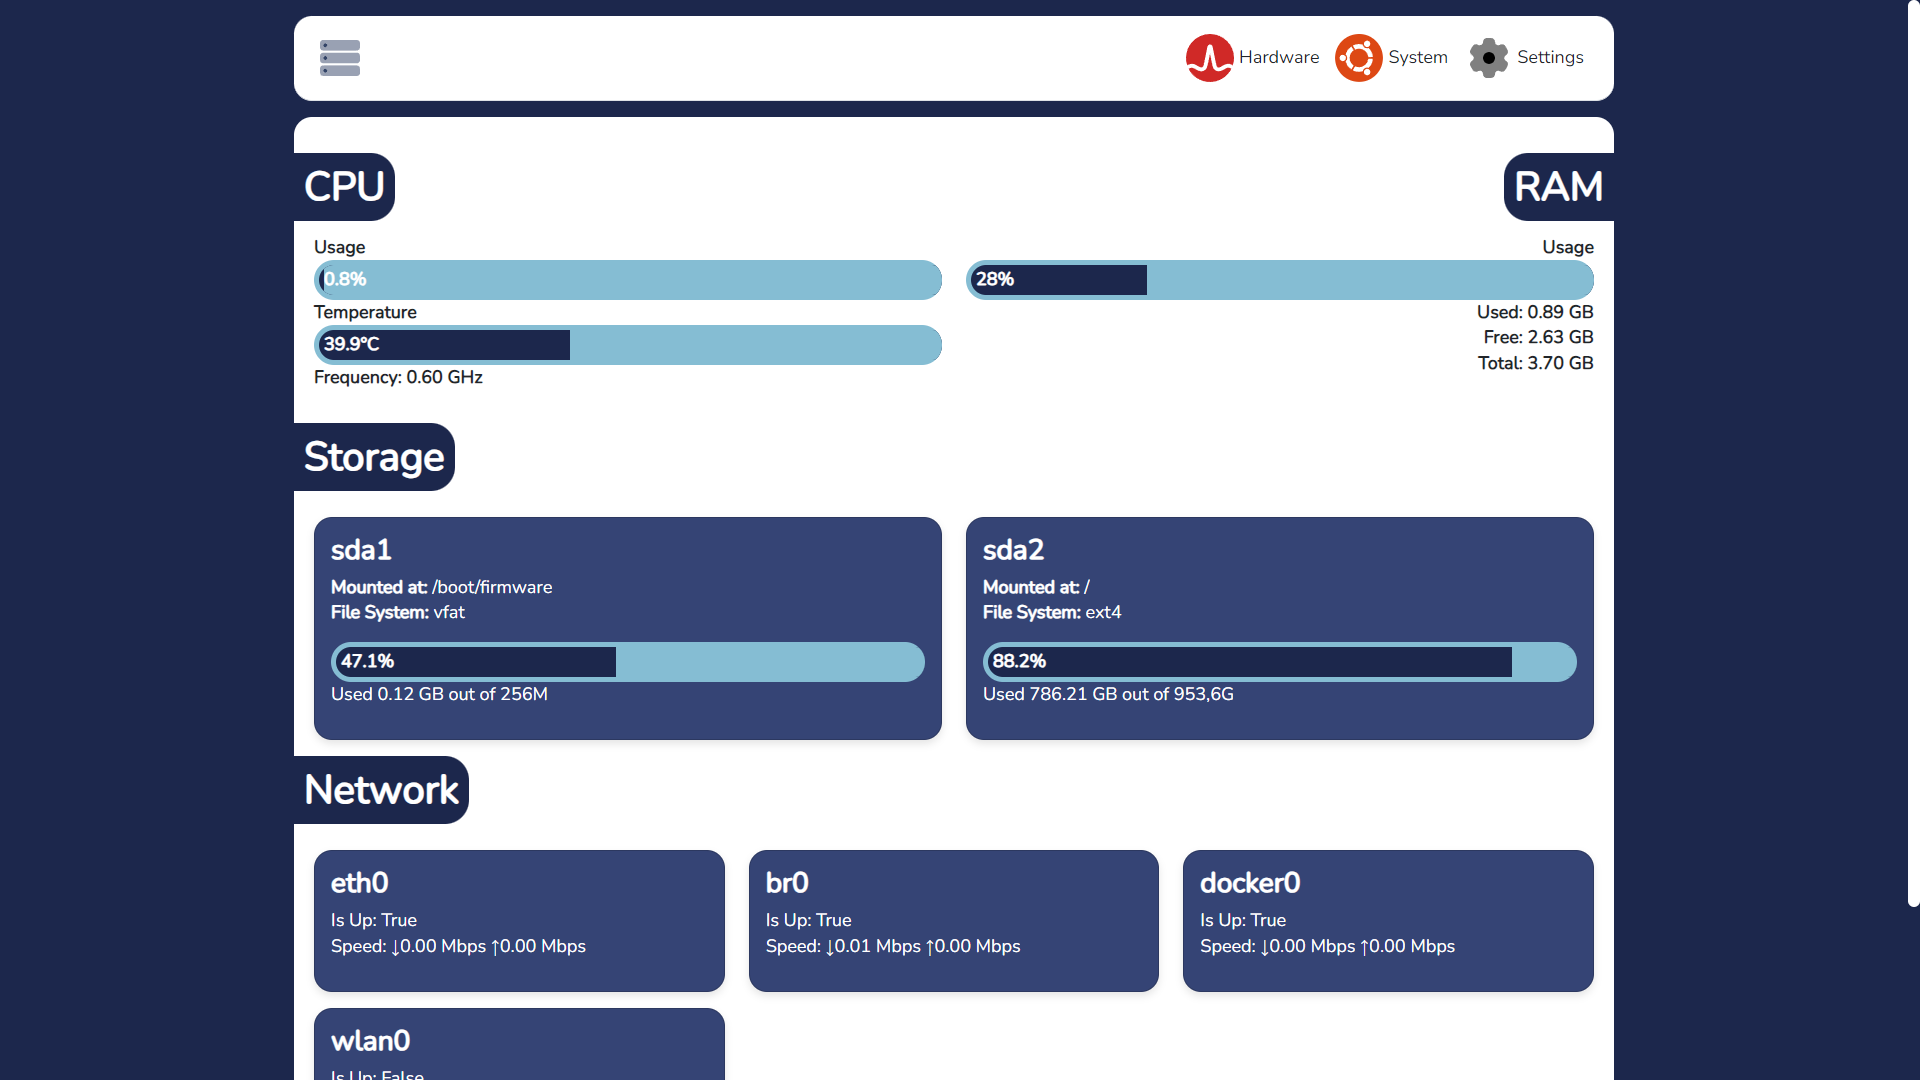 Hardware System Settings
CPU
RAM
Usage
0.8%
Temperature
39.9°C
Frequency: 0.60 GHz
Usage
28%
Used: 0.89 GB
Free: 2.63 GB
Total: 3.70 GB
Storage
sda1
Mounted at: /boot/firmware
File System: vfat
47.1%
Used 0.12 GB out of 256M
sda2
Mounted at: /
File System: ext4
88.2%
Used 786.21 GB out of 953,6G
Network
eth0
Is Up: True
Speed: ↓0.00 Mbps ↑0.00 Mbps
br0
Is Up: True
Speed: ↓0.01 Mbps ↑0.00 Mbps
docker0
Is Up: True
Speed: ↓0.00 Mbps ↑0.00 Mbps
wlan0
Is Up: False